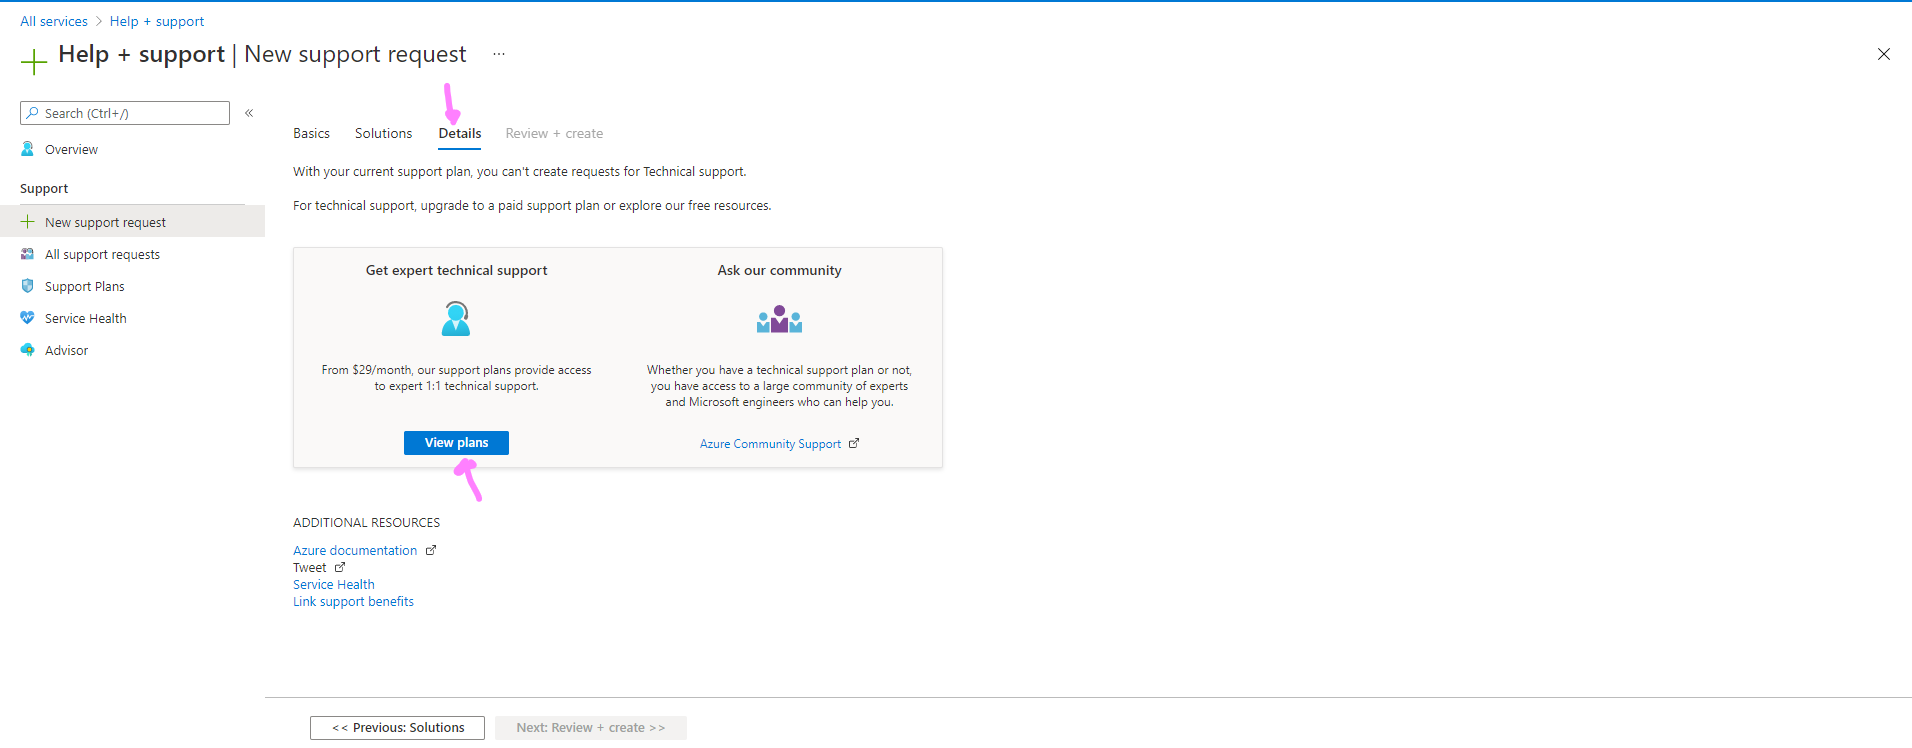 All services > Help + support
Help + support | New support request ...
Search (Ctrl+/) «
Overview
Support
New support request
All support requests
Support Plans
Service Health
Advisor
Basics Solutions Details Review + create
With your current support plan, you can't create requests for Technical support.
For technical support, upgrade to a paid support plan or explore our free resources.
Get expert technical support
From $29/month, our support plans provide access
to expert 1:1 technical support.
View plans
Ask our community
Whether you have a technical support plan or not,
you have access to a large community of experts
and Microsoft engineers who can help you.
Azure Community Support
ADDITIONAL RESOURCES
Azure documentation
Tweet
Service Health
Link support benefits
<< Previous: Solutions Next: Review + create >>